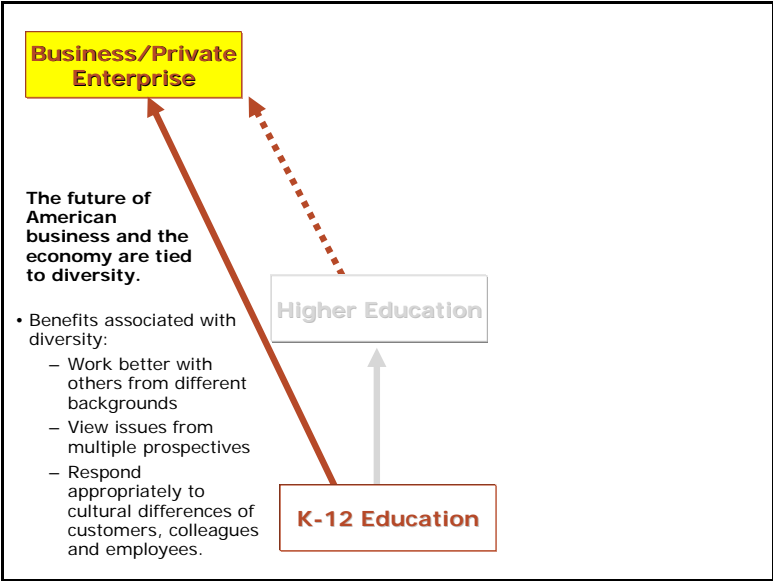 Business/Private
Enterprise
The future of
American
business and the
economy are tied
to diversity.
Higher Education
• Benefits associated with
diversity:
– Work better with
others from different
backgrounds
– View issues from
multiple prospectives
– Respond
appropriately to
cultural differences of
customers, colleagues
and employees.
K-12 Education